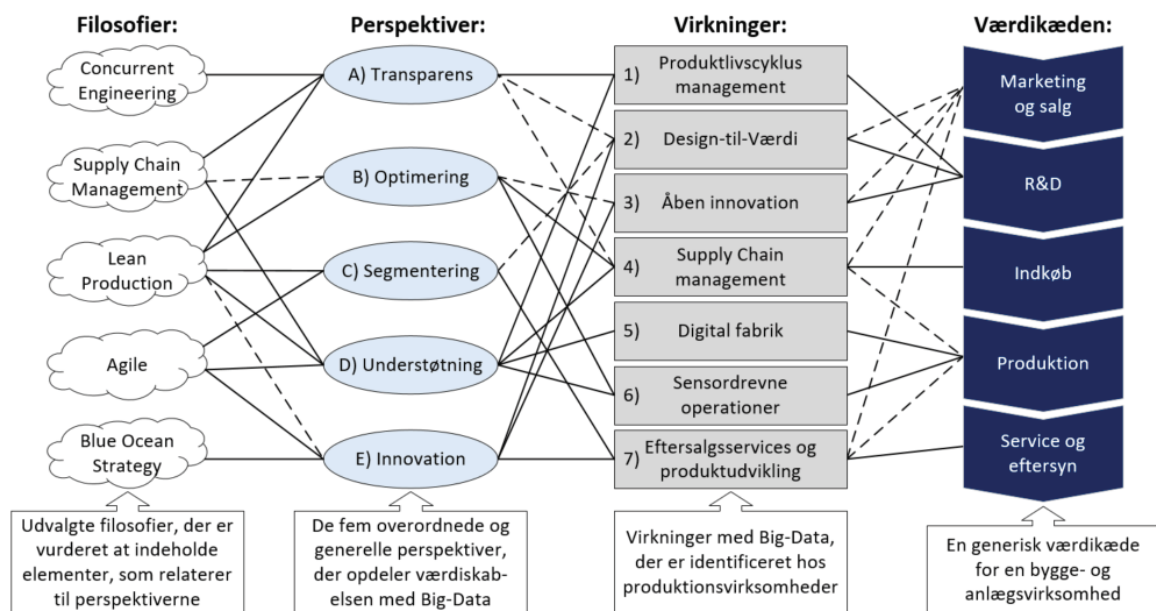 Filosofier:
Perspektiver:
Virkninger:
Værdikæden:
Concurrent
Engineering
Supply Chain
Management
Lean
Production
Agile
Blue Ocean
Strategy
A) Transparens
B) Optimering
C) Segmentering
D) Understøtning
E) Innovation
1) Produktlivscyklus
management
2) Design-til-Værdi
3) Åben innovation
4) Supply Chain
management
5) Digital fabrik
6) Sensordrevne
operationer
7) Eftersalgsservices og
produktudvikling
Marketing
og salg
R&D
Indkøb
Produktion
Service og
eftersyn
Udvalgte filosofier, der er
vurderet at indeholde
elementer, som relaterer
til perspektiverne
De fem overordnede og
generelle perspektiver,
der opdeler værdiskab-
elsen med Big-Data
Virkninger med Big-Data,
der er identificeret hos
produktionsvirksomheder
En generisk værdikæde
for en bygge- og
anlægsvirksomhed